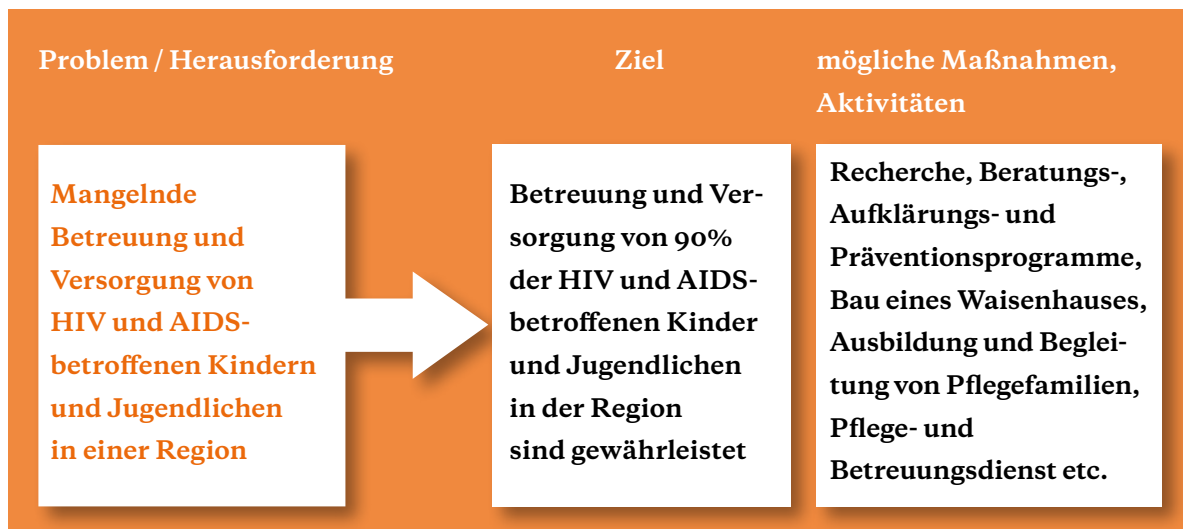 Problem / Herausforderung
Ziel
mögliche Maßnahmen,
Aktivitäten
Mangelnde
Betreuung und
Versorgung von
HIV und AIDS-
betroffenen Kindern
und Jugendlichen
in einer Region
Betreuung und Ver-
sorgung von 90%
der HIV und AIDS-
betroffenen Kinder
und Jugendlichen
in der Region
sind gewährleistet
Recherche, Beratungs-,
Aufklärungs- und
Präventionsprogramme,
Bau eines Waisenhauses,
Ausbildung und Beglei-
tung von Pflegefamilien,
Pflege- und
Betreuungsdienst etc.